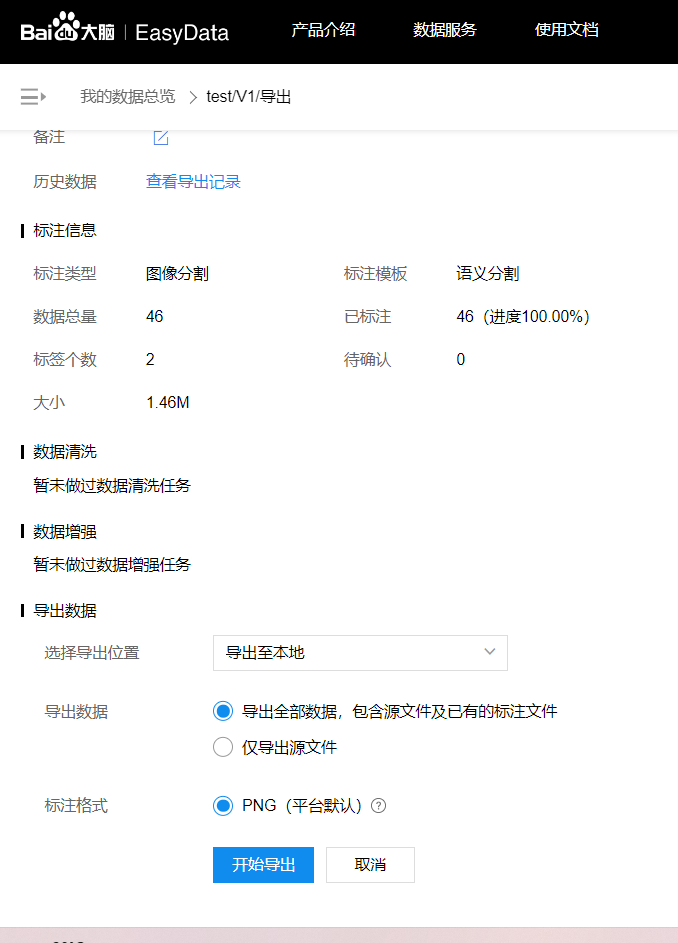 Bai du 大脑 | EasyData 产品介绍 数据服务 使用文档
我的数据总览 > test/V1/导出
备注
历史数据 查看导出记录
标注信息
标注类型 图像分割 标注模板 语义分割
数据总量 46 已标注 46（进度100.00%）
标签个数 2 待确认 0
大小 1.46M
数据清洗
暂未做过数据清洗任务
数据增强
暂未做过数据增强任务
导出数据
选择导出位置 导出至本地
导出数据 导出全部数据，包含源文件及已有的标注文件
仅导出源文件
标注格式 PNG（平台默认） ?
开始导出 取消